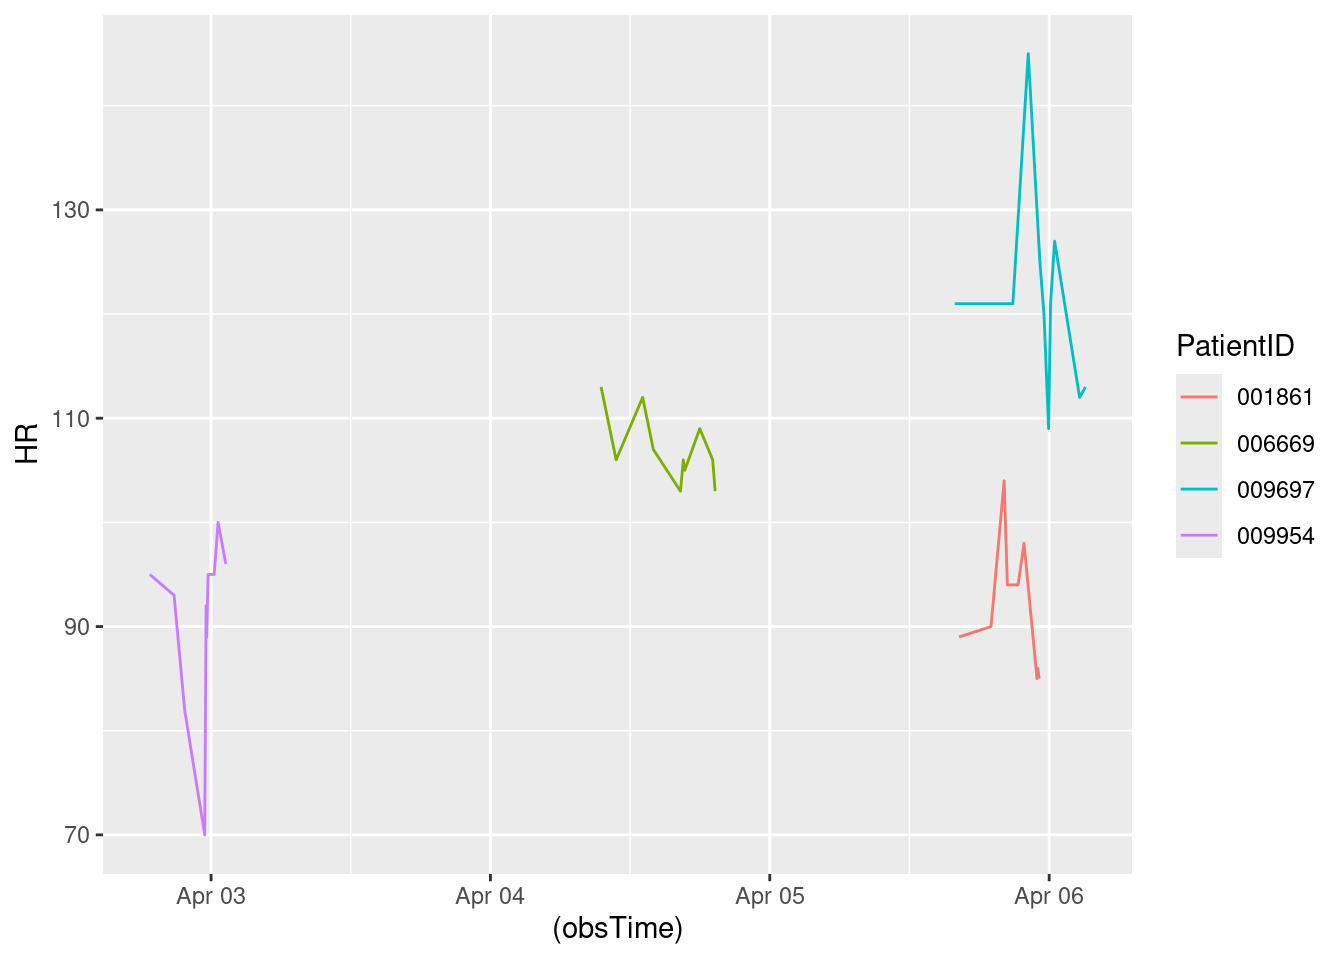 HR
130
110
90
70
Apr 03
Apr 04
Apr 05
Apr 06
(obsTime)
PatientID
001861
006669
009697
009954